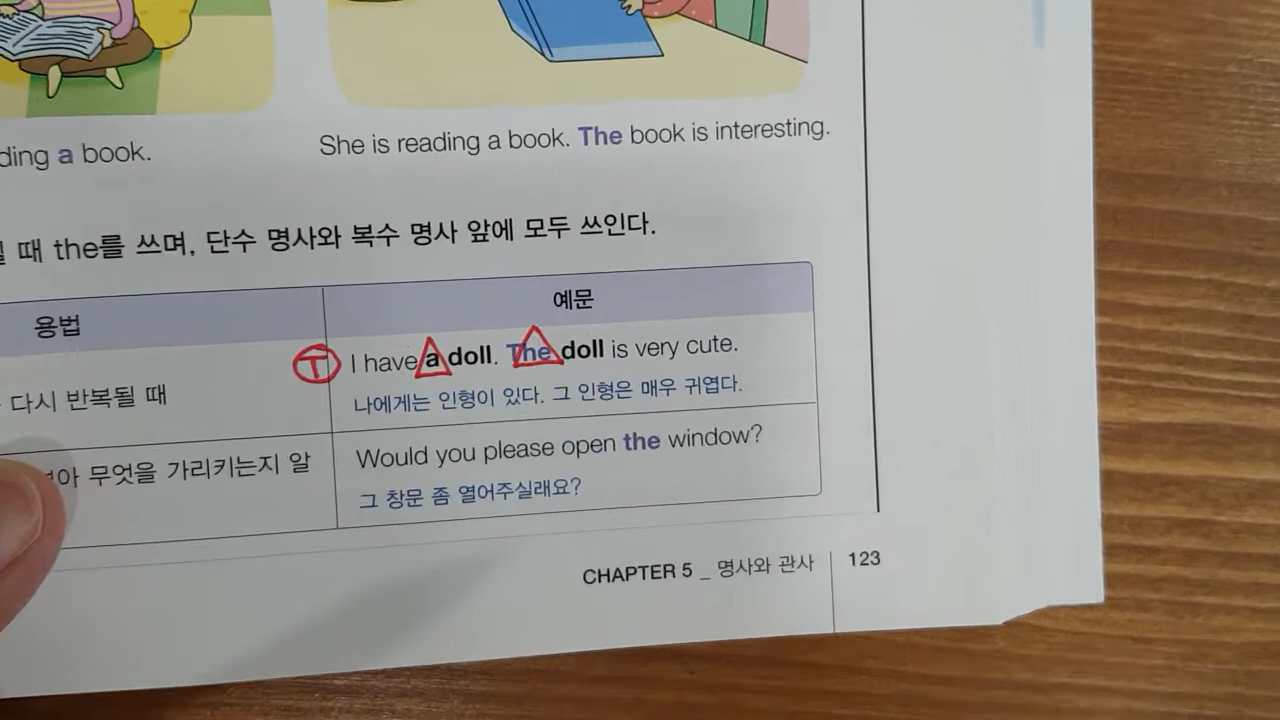 a book.
She is reading a book. The book is interesting.
때 the를 쓰며, 단수 명사와 복수 명사 앞에 모두 쓰인다.
용법
예문
T
I have a doll. The doll is very cute.
다시 반복될 때
나에게는 인형이 있다. 그 인형은 매우 귀엽다.
Would you please open the window?
무엇을 가리키는지 알
그 창문 좀 열어주실래요?
CHAPTER 5 _ 명사와 관사 123